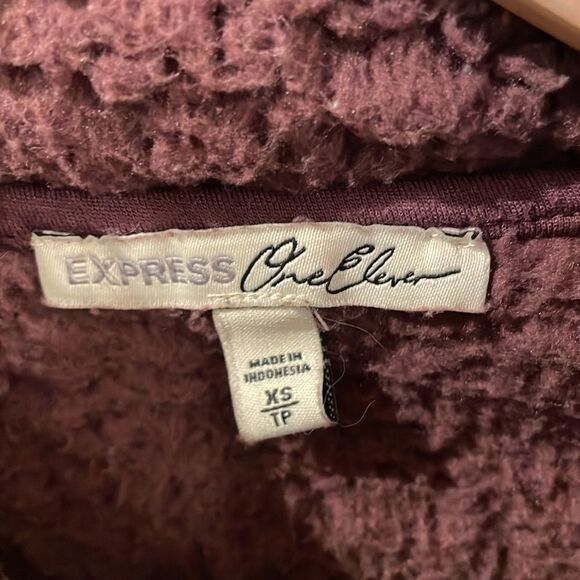 EXPRESS One Eleven
MADE IN
INDONESIA
XS
TP